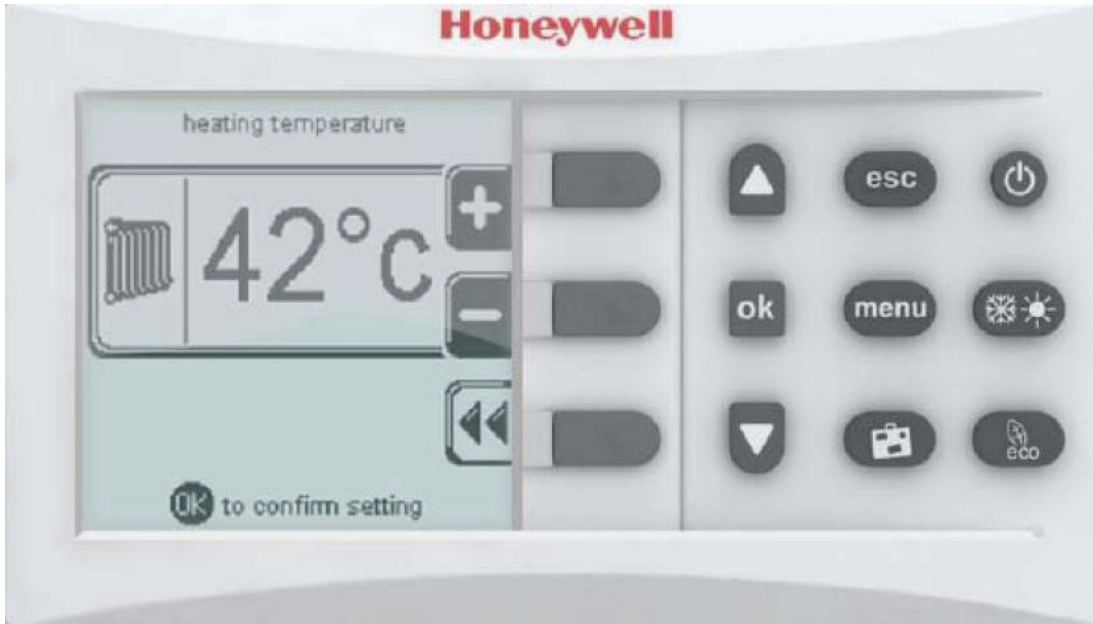 Honeywell
heating temperature
42°C
OK to confirm setting
esc
ok
menu
eco